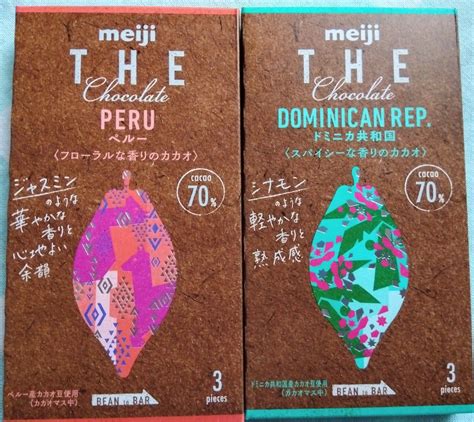 meiji
THE
Chocolate
PERU
ペルー
〈フローラルな香りのカカオ〉
cacao
70%
ジャスミン
のような
華やかな
香りと
心地よい
余韻
ペルー産カカオ豆使用
(カカオマス中)
BEAN to BAR
3
pieces
meiji
THE
Chocolate
DOMINICAN REP.
ドミニカ共和国
〈スパイシーな香りのカカオ〉
cacao
70%
シナモン
のような
軽やかな
香りと
熟成感
ドミニカ共和国産カカオ豆使用
(カカオマス中)
BEAN to BAR
3
pieces